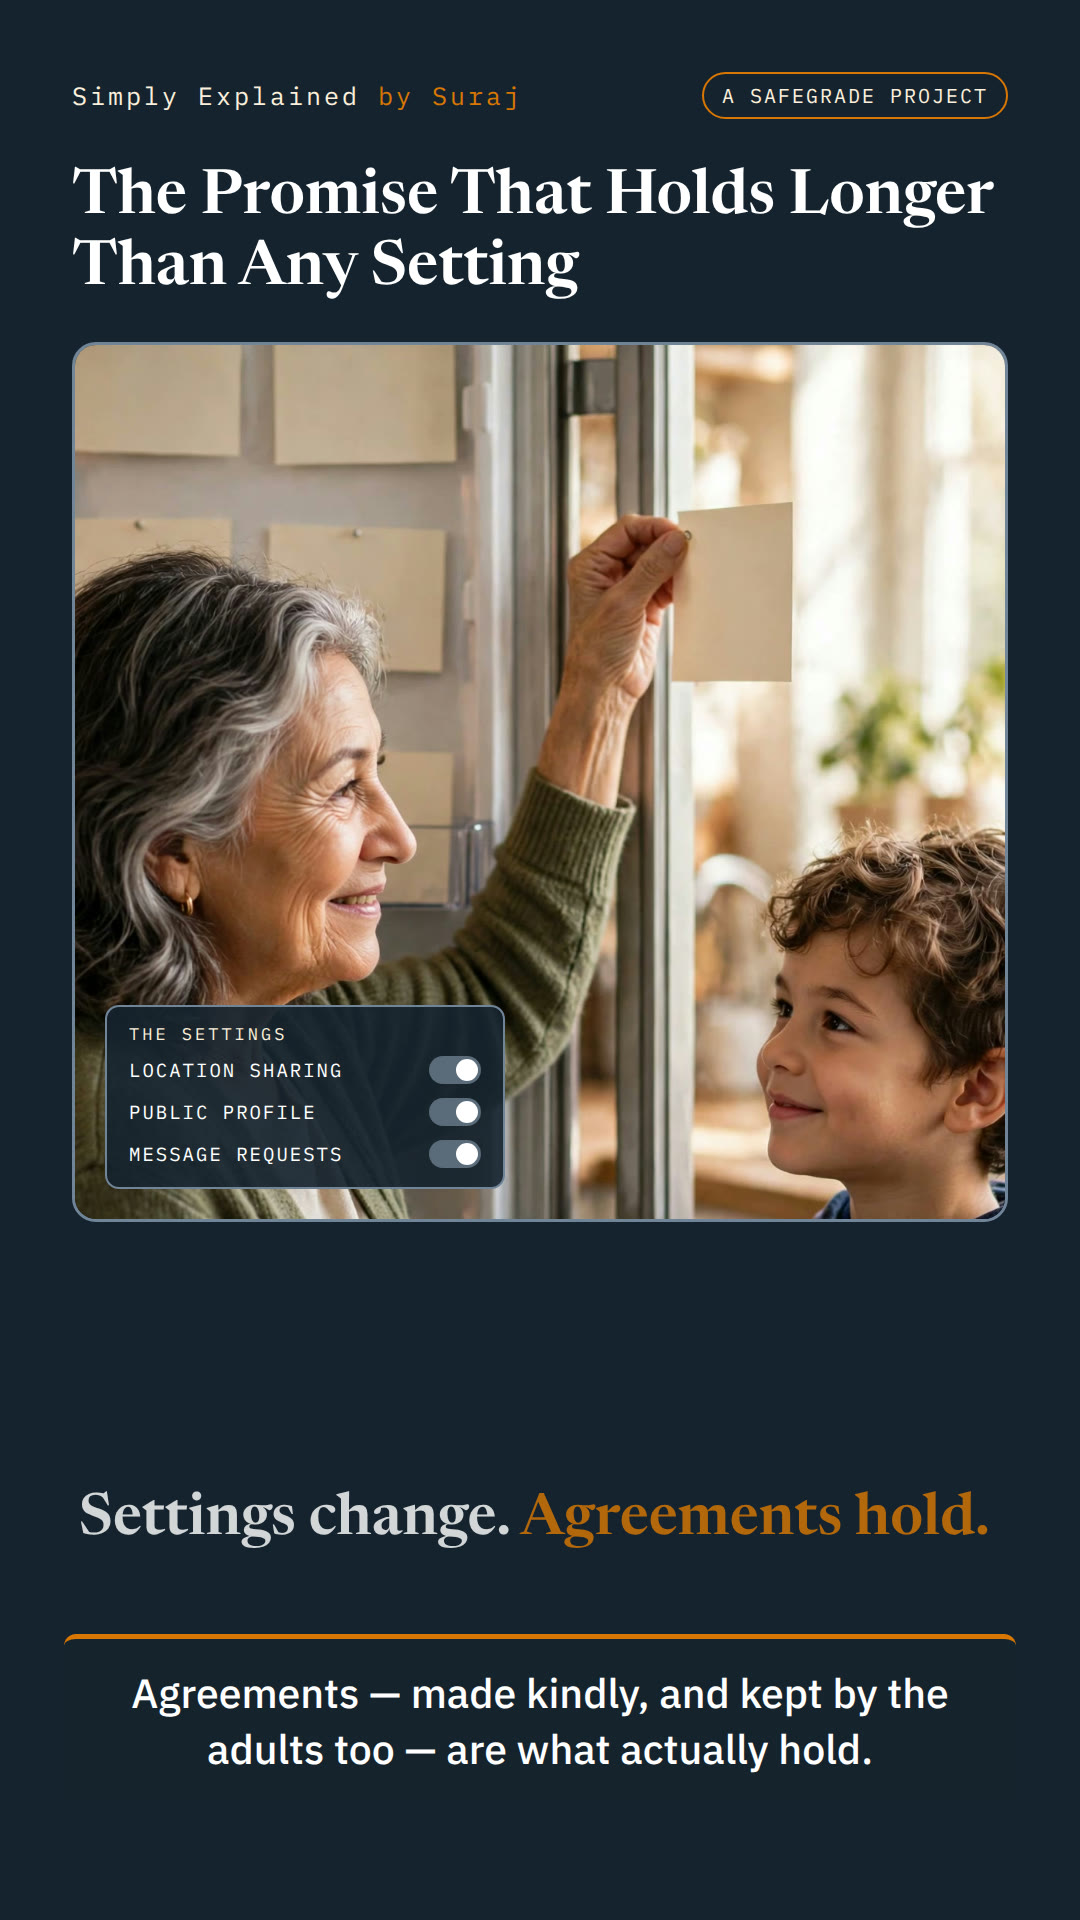 Simply Explained by Suraj
A SAFEGRADE PROJECT
The Promise That Holds Longer
Than Any Setting
THE SETTINGS
LOCATION SHARING
PUBLIC PROFILE
MESSAGE REQUESTS
Settings change. Agreements hold.
Agreements — made kindly, and kept by the
adults too — are what actually hold.